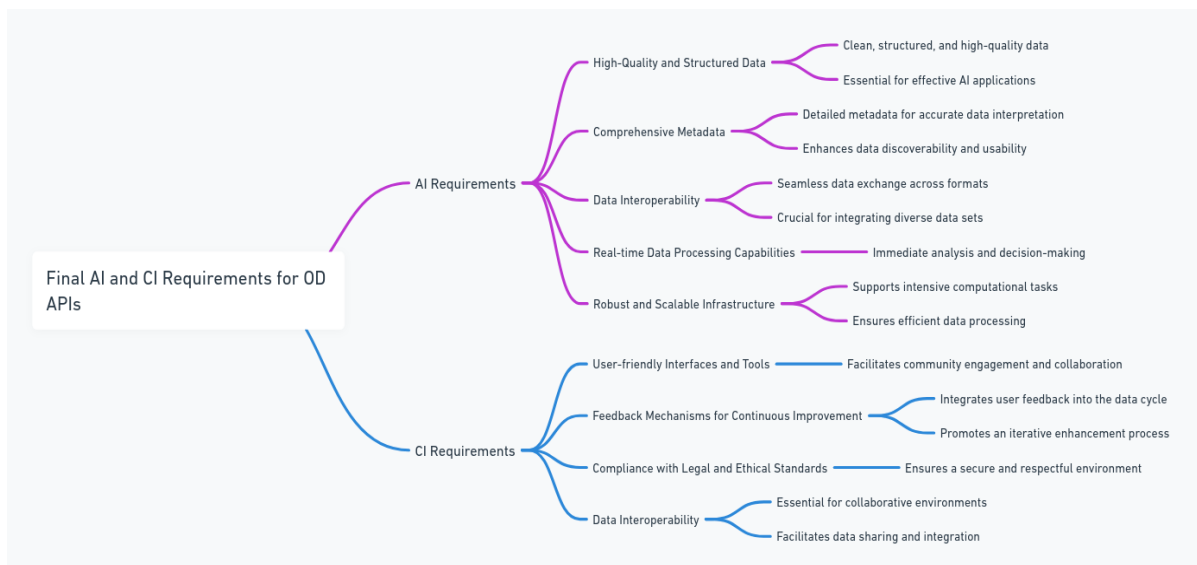 Final AI and CI Requirements for OD
APIs
AI Requirements
High-Quality and Structured Data
Clean, structured, and high-quality data
Essential for effective AI applications
Comprehensive Metadata
Detailed metadata for accurate data interpretation
Enhances data discoverability and usability
Data Interoperability
Seamless data exchange across formats
Crucial for integrating diverse data sets
Real-time Data Processing Capabilities
Immediate analysis and decision-making
Robust and Scalable Infrastructure
Supports intensive computational tasks
Ensures efficient data processing
CI Requirements
User-friendly Interfaces and Tools
Facilitates community engagement and collaboration
Feedback Mechanisms for Continuous Improvement
Integrates user feedback into the data cycle
Promotes an iterative enhancement process
Compliance with Legal and Ethical Standards
Ensures a secure and respectful environment
Data Interoperability
Essential for collaborative environments
Facilitates data sharing and integration